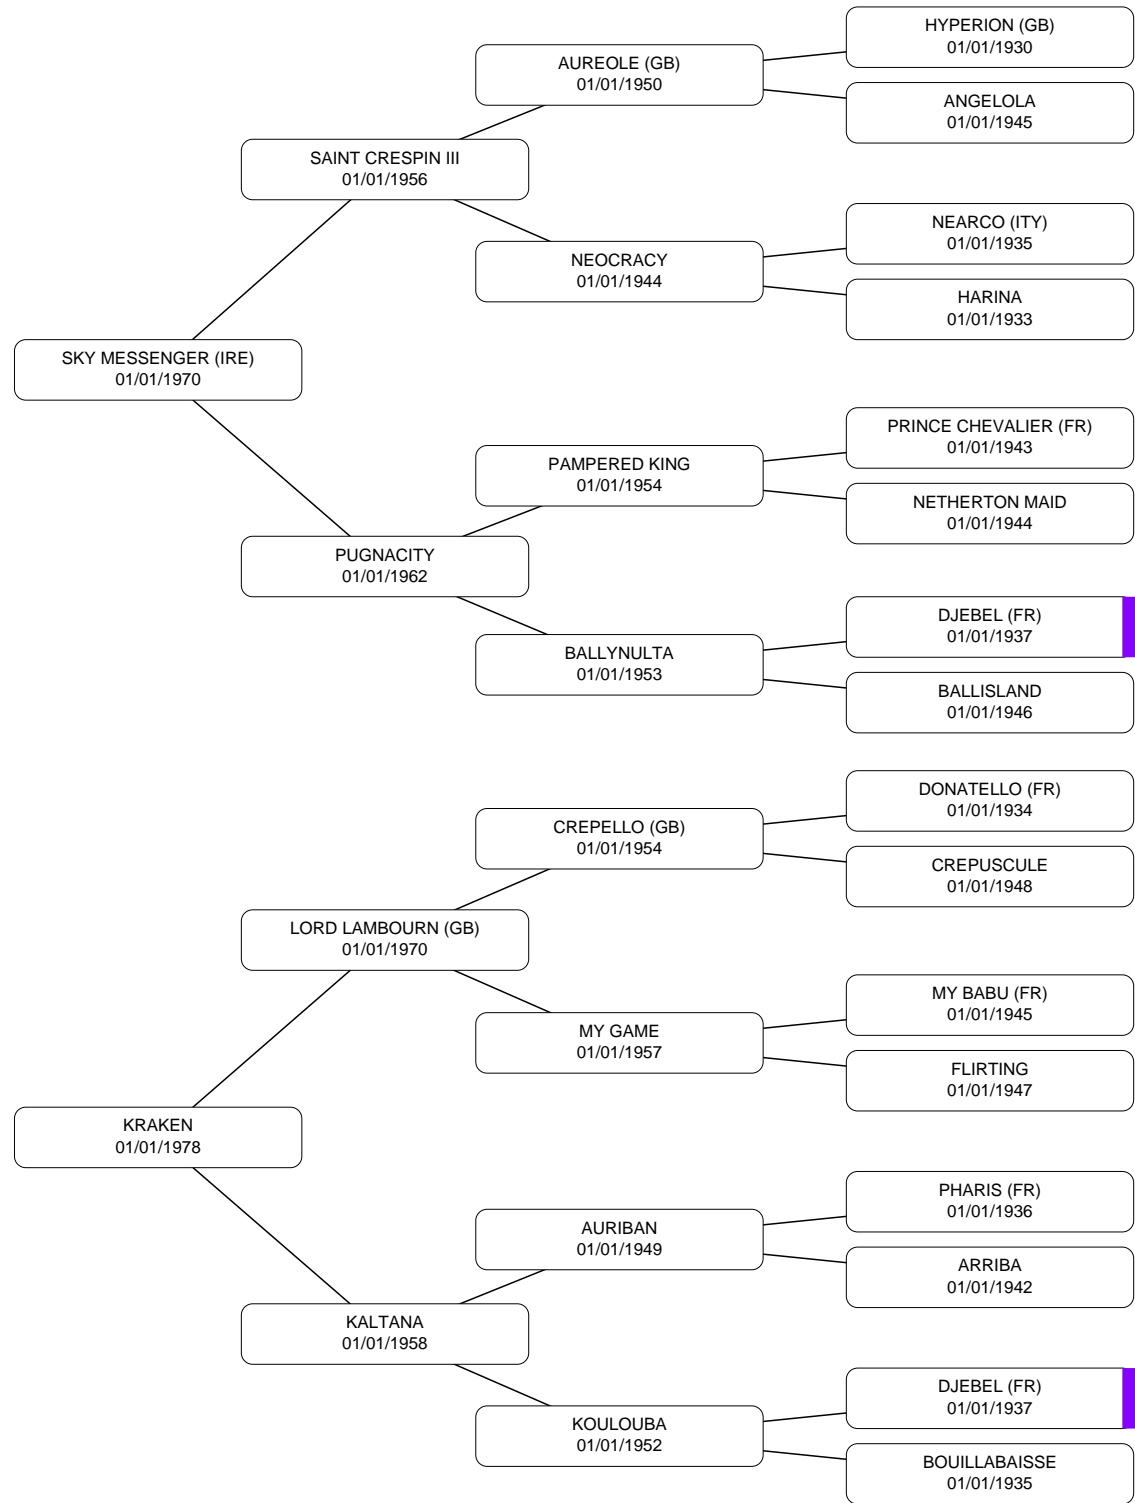 HYPERION (GB)
01/01/1930
AUREOLE (GB)
01/01/1950
ANGELOLA
01/01/1945
SAINT CRESPIN III
01/01/1956
NEARCO (ITY)
01/01/1935
NEOCRACY
01/01/1944
HARINA
01/01/1933
SKY MESSENGER (IRE)
01/01/1970
PRINCE CHEVALIER (FR)
01/01/1943
PAMPERED KING
01/01/1954
NETHERTON MAID
01/01/1944
PUGNACITY
01/01/1962
DJEBEL (FR)
01/01/1937
BALLYNULTA
01/01/1953
BALLISLAND
01/01/1946
DONATELLO (FR)
01/01/1934
CREPELLO (GB)
01/01/1954
CREPUSCULE
01/01/1948
LORD LAMBOURN (GB)
01/01/1970
MY BABU (FR)
01/01/1945
MY GAME
01/01/1957
FLIRTING
01/01/1947
KRAKEN
01/01/1978
PHARIS (FR)
01/01/1936
AURIBAN
01/01/1949
ARRIBA
01/01/1942
KALTANA
01/01/1958
DJEBEL (FR)
01/01/1937
KOULOUBA
01/01/1952
BOUILLABAISSE
01/01/1935